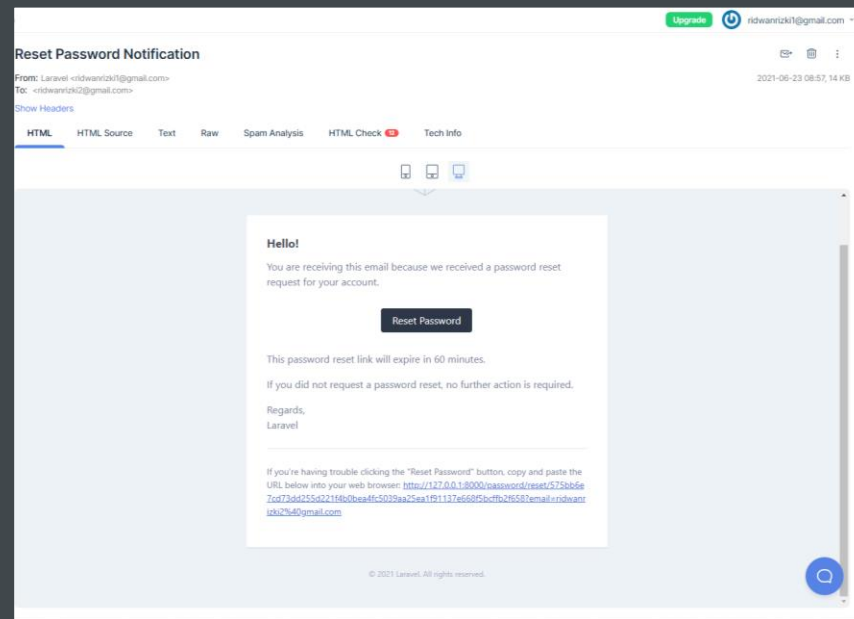 Upgrade ridwanrizki1@gmail.com
Reset Password Notification
From: Laravel <ridwanrizki1@gmail.com>
2021-06-23 08:57, 14 KB
To: <ridwanrizki2@gmail.com>
Show Headers
HTML HTML Source Text Raw Spam Analysis HTML Check 12 Tech Info
Hello!
You are receiving this email because we received a password reset
request for your account.
Reset Password
This password reset link will expire in 60 minutes.
If you did not request a password reset, no further action is required.
Regards,
Laravel
If you're having trouble clicking the "Reset Password" button, copy and paste the
URL below into your web browser: http://127.0.0.1:8000/password/reset/575bb6e
7cd73dd255d221f4b0bea4fc5039aa25ea1f91137e668f5bcffb2f658?email=ridwanr
izki2%40gmail.com
© 2021 Laravel. All rights reserved.